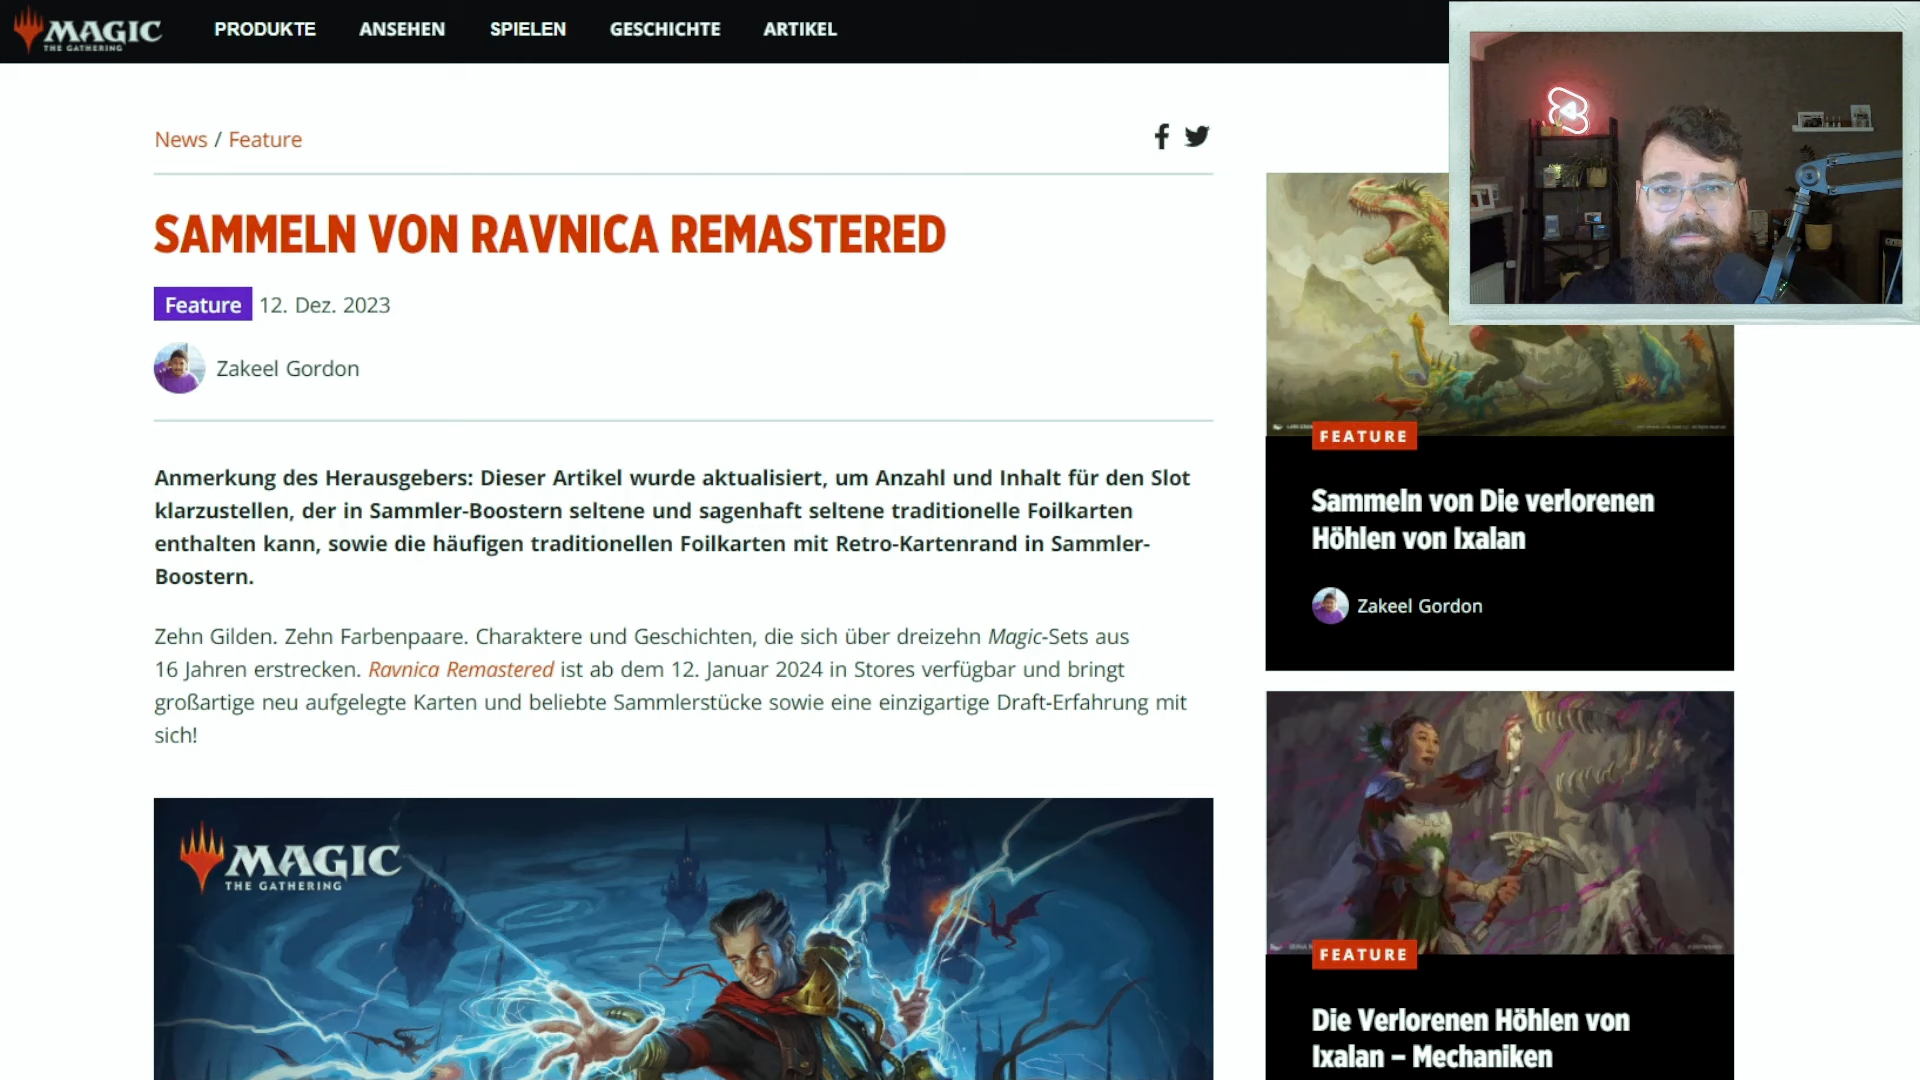 MAGIC
THE GATHERING
PRODUKTE
ANSEHEN
SPIELEN
GESCHICHTE
ARTIKEL
News / Feature
SAMMELN VON RAVNICA REMASTERED
Feature 12. Dez. 2023
Zakeel Gordon
Anmerkung des Herausgebers: Dieser Artikel wurde aktualisiert, um Anzahl und Inhalt für den Slot
klarzustellen, der in Sammler-Boostern seltene und sagenhaft seltene traditionelle Foilkarten
enthalten kann, sowie die häufigen traditionellen Foilkarten mit Retro-Kartenrand in Sammler-
Boostern.
Zehn Gilden. Zehn Farbenpaare. Charaktere und Geschichten, die sich über dreizehn Magic-Sets aus
16 Jahren erstrecken. Ravnica Remastered ist ab dem 12. Januar 2024 in Stores verfügbar und bringt
großartige neu aufgelegte Karten und beliebte Sammlerstücke sowie eine einzigartige Draft-Erfahrung mit
sich!
MAGIC
THE GATHERING
FEATURE
Sammeln von Die verlorenen
Höhlen von Ixalan
Zakeel Gordon
FEATURE
Die Verlorenen Höhlen von
Ixalan – Mechaniken